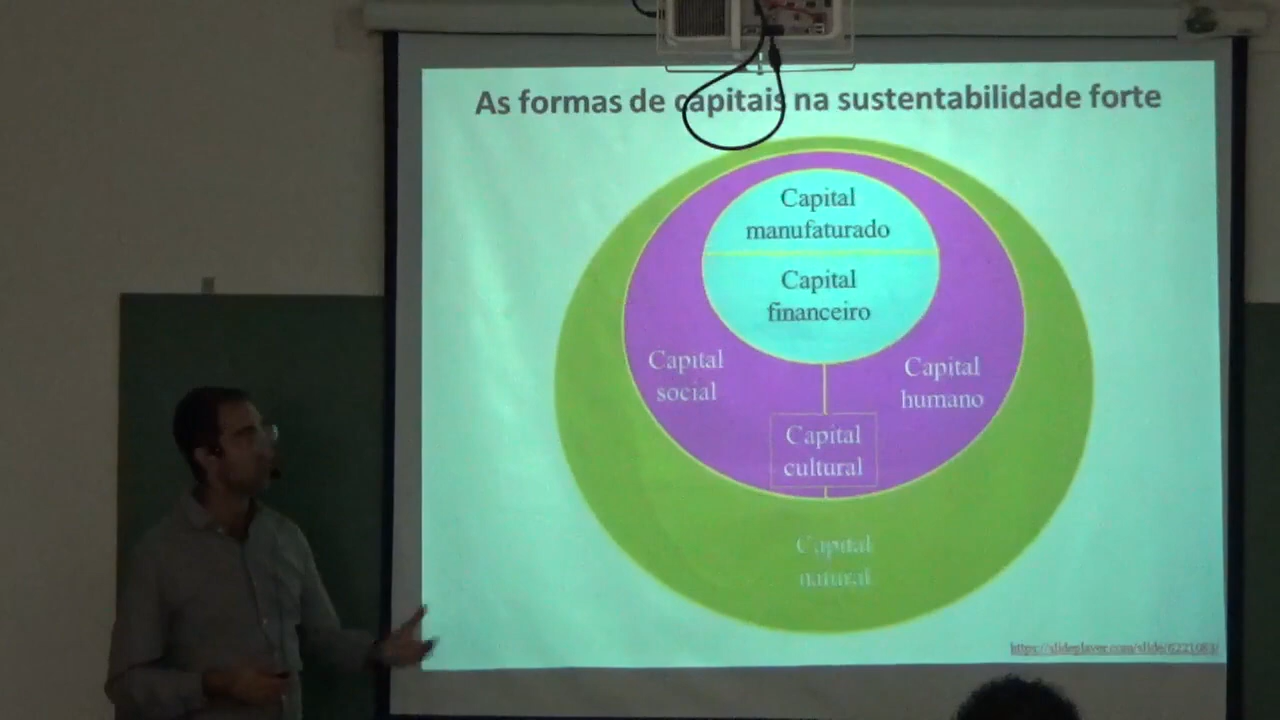 As formas de capitais na sustentabilidade forte
Capital
manufaturado
Capital
financeiro
Capital
social
Capital
humano
Capital
cultural
Capital
natural